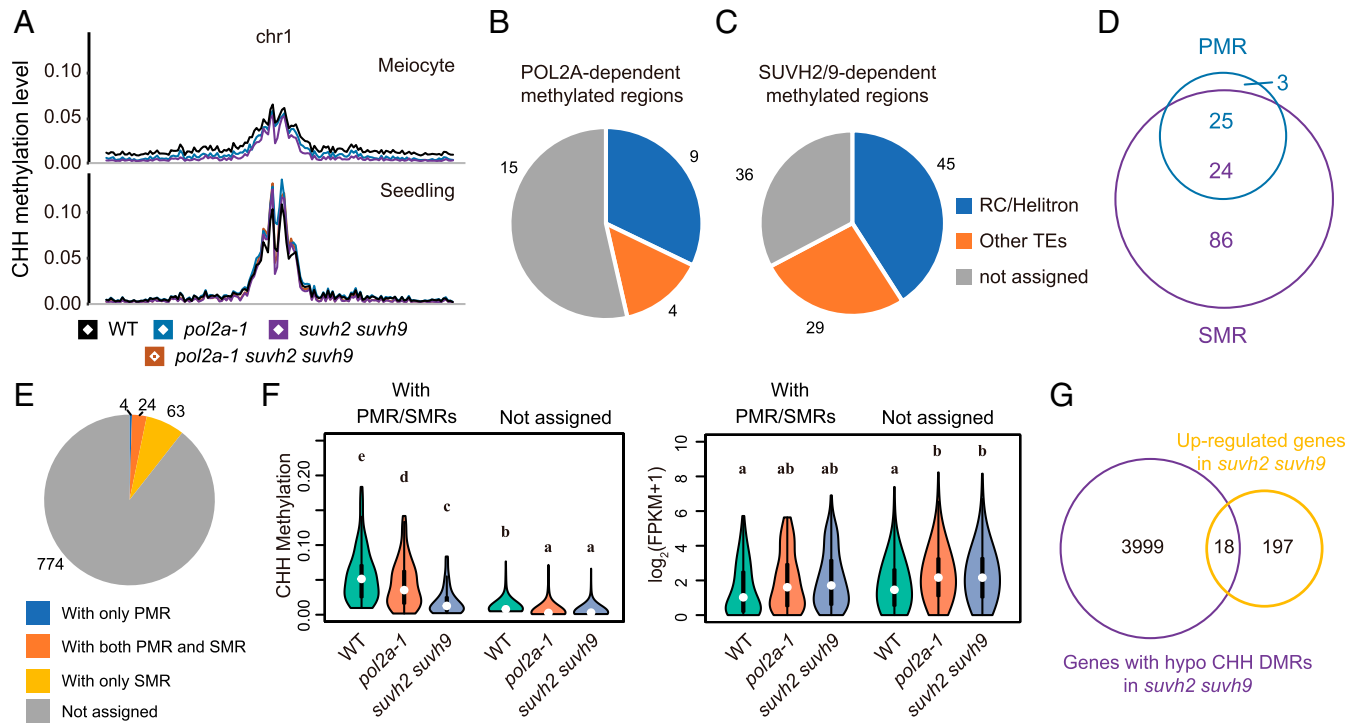 A
chr1
Meiocyte
0.10
0.05
0.00
Seedling
0.10
0.05
0.00
CHH methylation level
WT
pol2a-1
suvh2 suvh9
pol2a-1 suvh2 suvh9
B
POL2A-dependent
methylated regions
15
9
4
C
SUVH2/9-dependent
methylated regions
36
45
29
RC/Helitron
Other TEs
not assigned
D
PMR
3
25
24
86
SMR
E
4
24
63
774
With only PMR
With both PMR and SMR
With only SMR
Not assigned
F
With
PMR/SMRs
Not assigned
CHH Methylation
0.20
0.10
0.00
e
d
c
b
a
a
WT
pol2a-1
suvh2 suvh9
WT
pol2a-1
suvh2 suvh9
With
PMR/SMRs
Not assigned
log2(FPKM+1)
10
8
6
4
2
0
a
ab
ab
a
b
b
WT
pol2a-1
suvh2 suvh9
WT
pol2a-1
suvh2 suvh9
G
Up-regulated genes
in suvh2 suvh9
3999
18
197
Genes with hypo CHH DMRs
in suvh2 suvh9